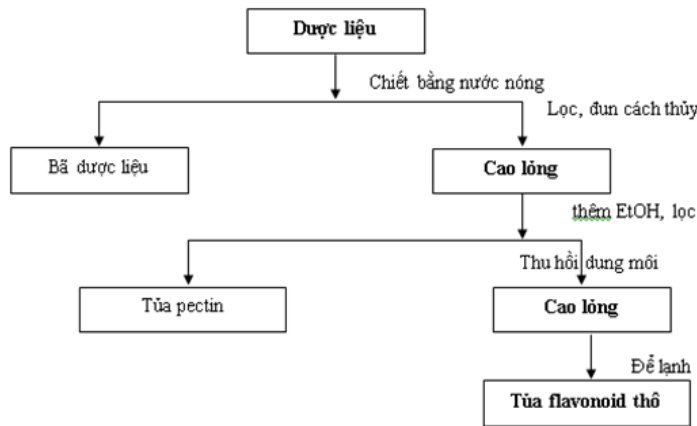 Dược liệu
Chiết bằng nước nóng
Lọc, đun cách thủy
Bã dược liệu
Cao lỏng
thêm EtOH, lọc
Thu hồi dung môi
Tủa pectin
Cao lỏng
Để lạnh
Tủa flavonoid thô